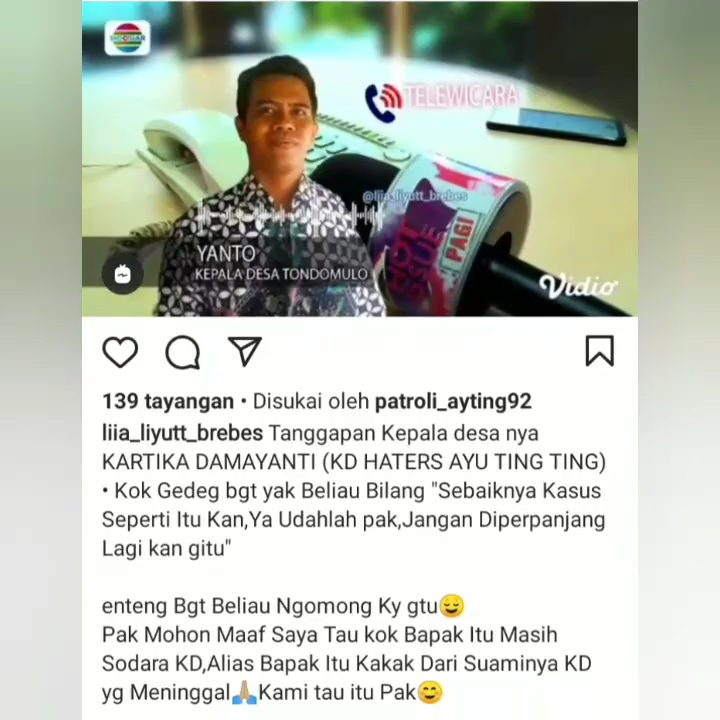 TELEWICARA
@liia_liyutt_brebes
HOT
ISSUE
PAGI
YANTO
KEPALA DESA TONDOMULO
Vidio
139 tayangan • Disukai oleh patroli_ayting92
liia_liyutt_brebes Tanggapan Kepala desa nya
KARTIKA DAMAYANTI (KD HATERS AYU TING TING)
• Kok Gedeg bgt yak Beliau Bilang "Sebaiknya Kasus
Seperti Itu Kan,Ya Udahlah pak,Jangan Diperpanjang
Lagi kan gitu"
enteng Bgt Beliau Ngomong Ky gtu😌
Pak Mohon Maaf Saya Tau kok Bapak Itu Masih
Sodara KD,Alias Bapak Itu Kakak Dari Suaminya KD
yg Meninggal🙏🏼Kami tau itu Pak😊